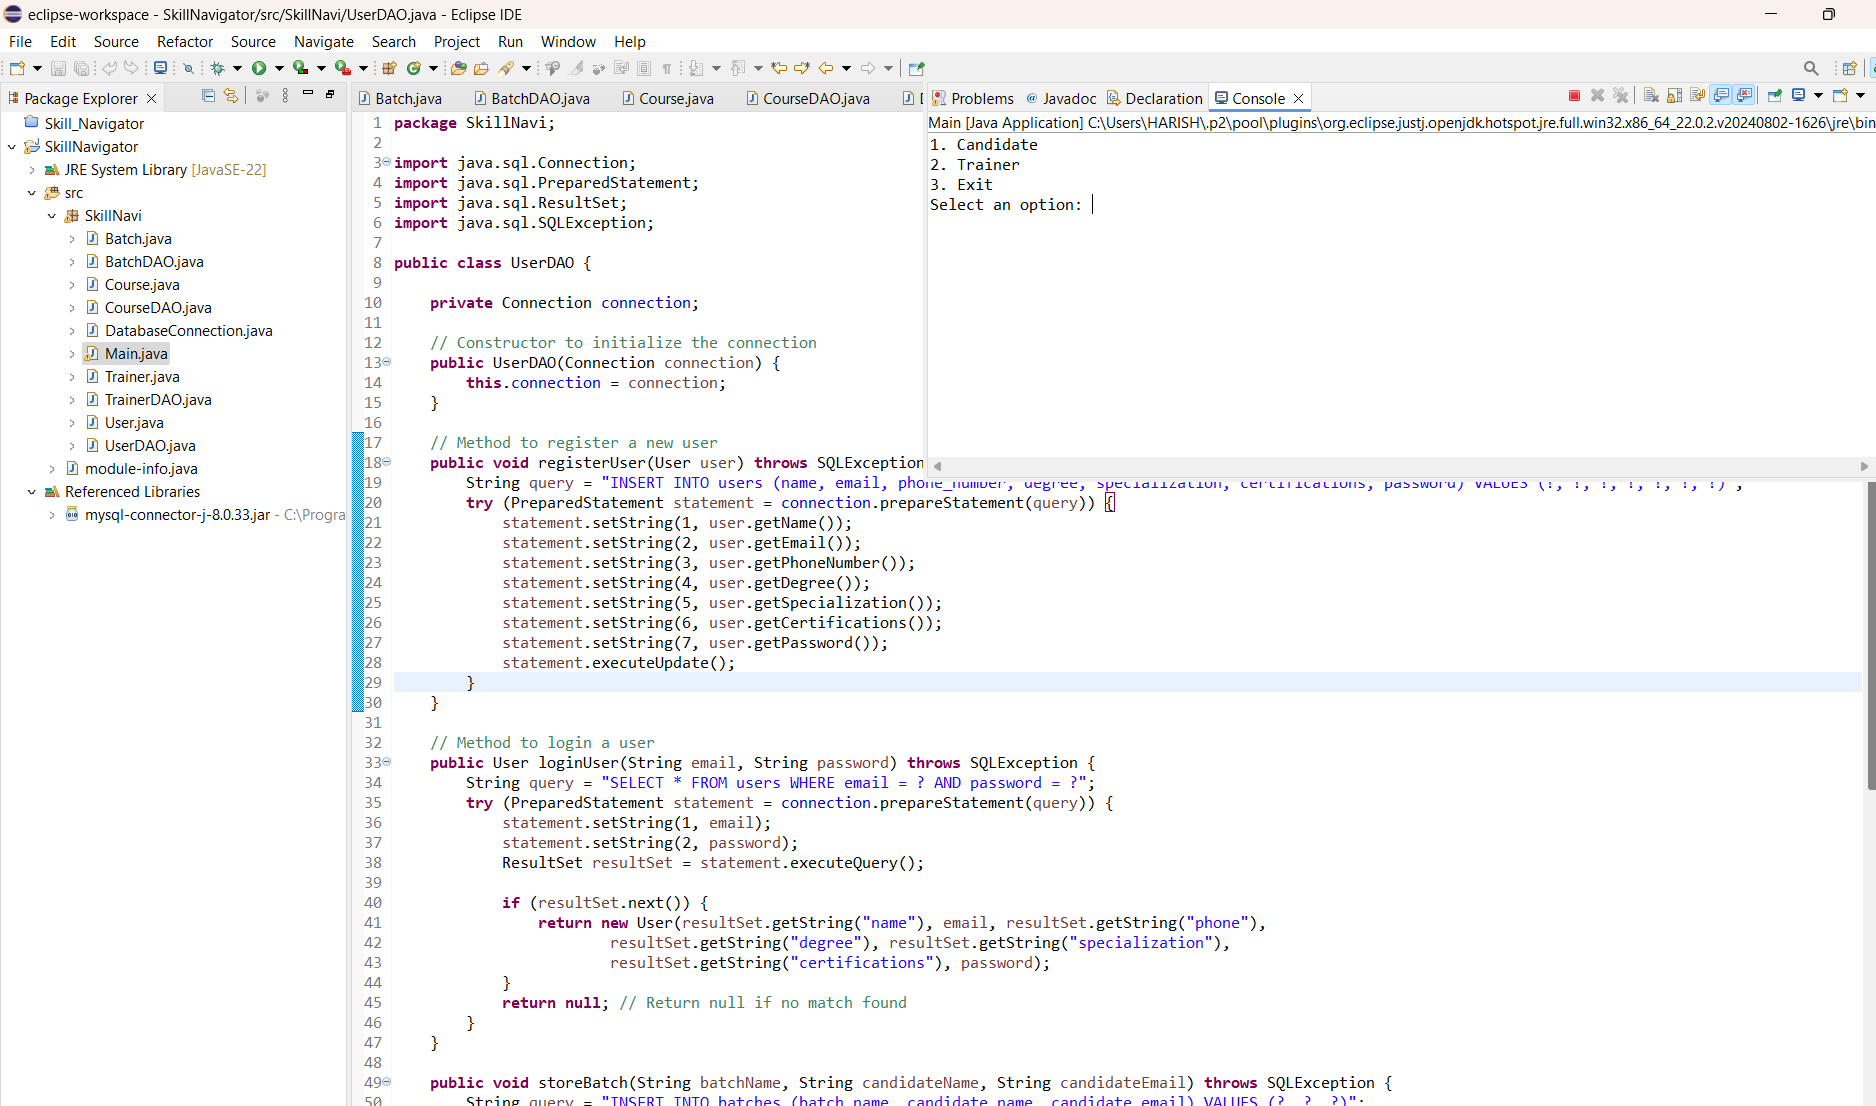 eclipse-workspace - SkillNavigator/src/SkillNavi/UserDAO.java - Eclipse IDE
File Edit Source Refactor Source Navigate Search Project Run Window Help
Package Explorer
Skill_Navigator
SkillNavigator
JRE System Library [JavaSE-22]
src
SkillNavi
Batch.java
BatchDAO.java
Course.java
CourseDAO.java
DatabaseConnection.java
Main.java
Trainer.java
TrainerDAO.java
User.java
UserDAO.java
module-info.java
Referenced Libraries
mysql-connector-j-8.0.33.jar - C:\Progra
Batch.java BatchDAO.java Course.java CourseDAO.java
1 package SkillNavi;
2
3 import java.sql.Connection;
4 import java.sql.PreparedStatement;
5 import java.sql.ResultSet;
6 import java.sql.SQLException;
7
8 public class UserDAO {
9
10 private Connection connection;
11
12 // Constructor to initialize the connection
13 public UserDAO(Connection connection) {
14 this.connection = connection;
15 }
16
17 // Method to register a new user
18 public void registerUser(User user) throws SQLException
19 String query = "INSERT INTO users (name, email, phone_number, degree, specialization, certifications, password) VALUES (?, ?, ?, ?, ?, ?, ?)";
20 try (PreparedStatement statement = connection.prepareStatement(query)) {
21 statement.setString(1, user.getName());
22 statement.setString(2, user.getEmail());
23 statement.setString(3, user.getPhoneNumber());
24 statement.setString(4, user.getDegree());
25 statement.setString(5, user.getSpecialization());
26 statement.setString(6, user.getCertifications());
27 statement.setString(7, user.getPassword());
28 statement.executeUpdate();
29 }
30 }
31
32 // Method to login a user
33 public User loginUser(String email, String password) throws SQLException {
34 String query = "SELECT * FROM users WHERE email = ? AND password = ?";
35 try (PreparedStatement statement = connection.prepareStatement(query)) {
36 statement.setString(1, email);
37 statement.setString(2, password);
38 ResultSet resultSet = statement.executeQuery();
39
40 if (resultSet.next()) {
41 return new User(resultSet.getString("name"), email, resultSet.getString("phone"),
42 resultSet.getString("degree"), resultSet.getString("specialization"),
43 resultSet.getString("certifications"), password);
44 }
45 return null; // Return null if no match found
46 }
47 }
48
49 public void storeBatch(String batchName, String candidateName, String candidateEmail) throws SQLException {
50 String query = "INSERT INTO batches (batch_name, candidate_name, candidate_email) VALUES (?, ?, ?)";
Problems Javadoc Declaration Console
Main [Java Application] C:\Users\HARISH\.p2\pool\plugins\org.eclipse.justj.openjdk.hotspot.jre.full.win32.x86_64_22.0.2.v20240802-1626\jre\bin
1. Candidate
2. Trainer
3. Exit
Select an option: